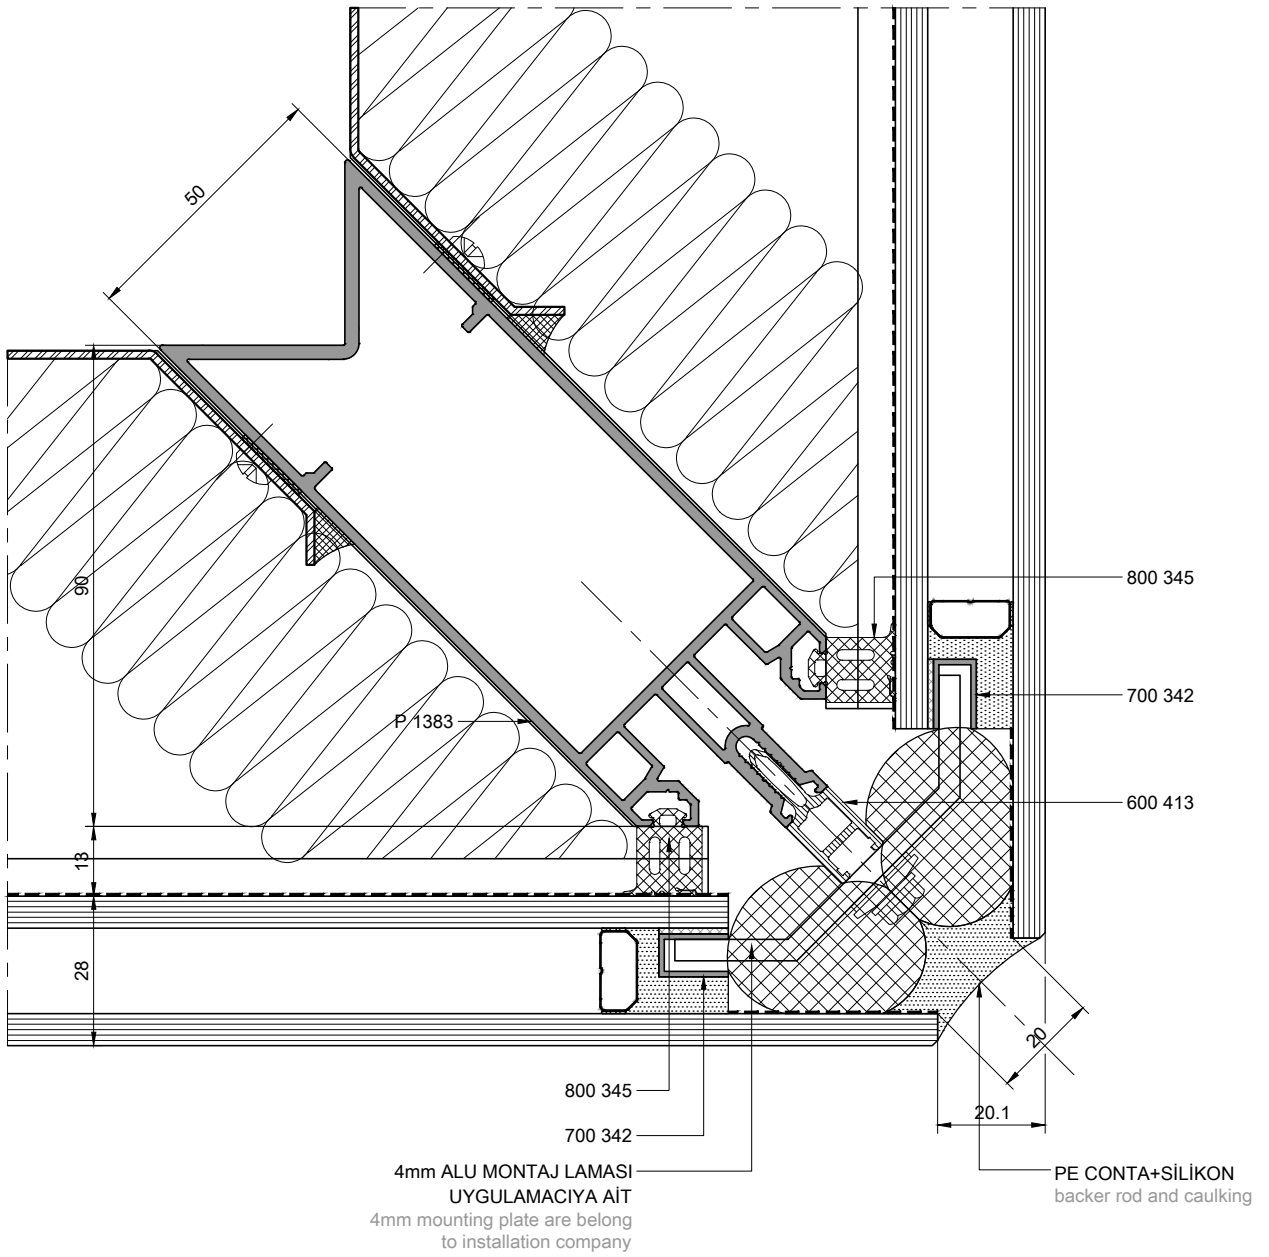 50
90
P 1383
13
28
800 345
700 342
600 413
20
20.1
800 345
700 342
4mm ALU MONTAJ LAMASI
UYGULAMACIYA AİT
4mm mounting plate are belong
to installation company
PE CONTA+SİLİKON
backer rod and caulking